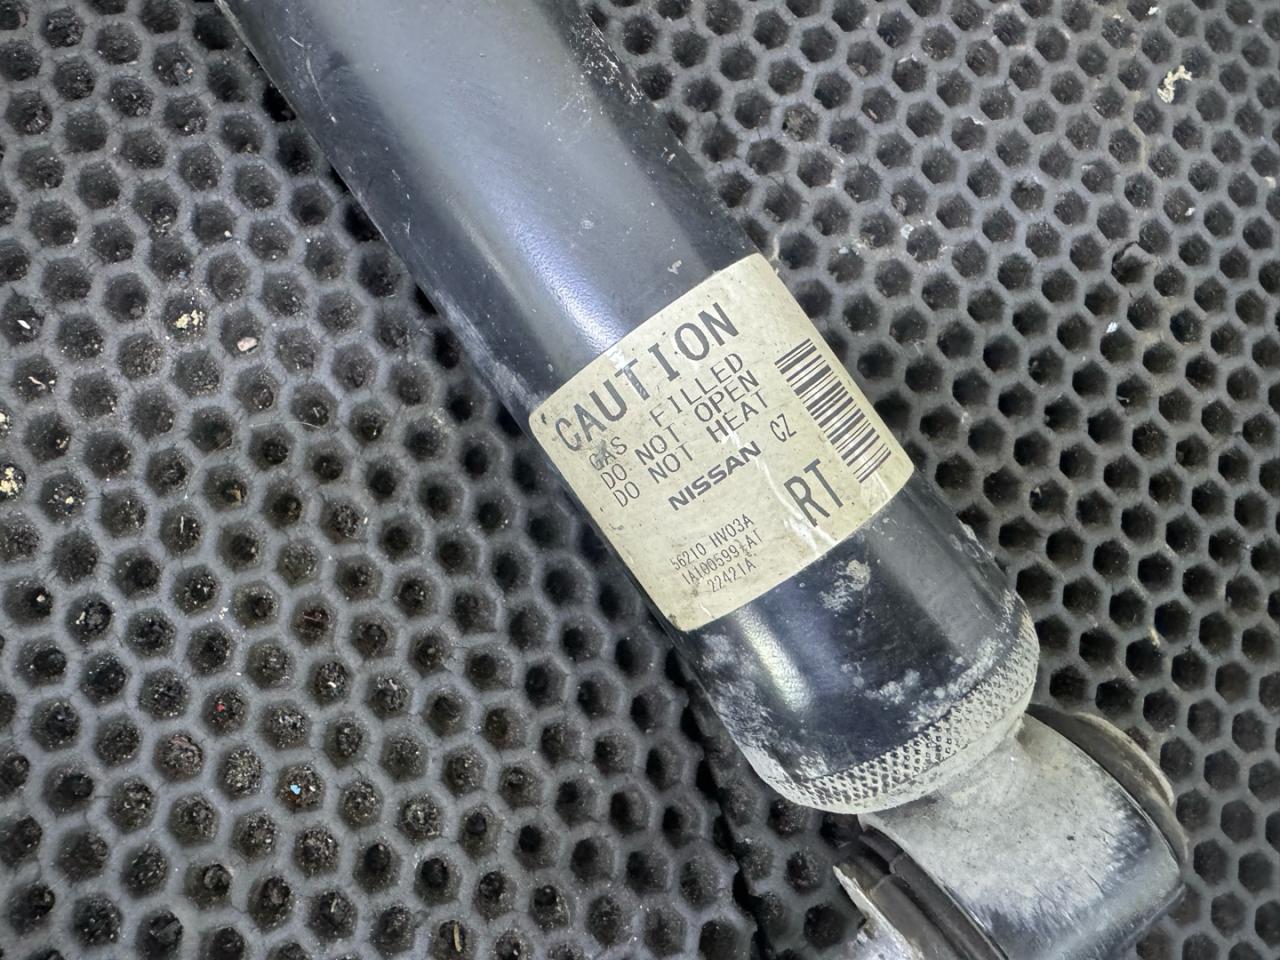 CAUTION
GAS FILLED
DO NOT OPEN
DO NOT HEAT
NISSAN CZ
RT
56210-HV03A
22421A